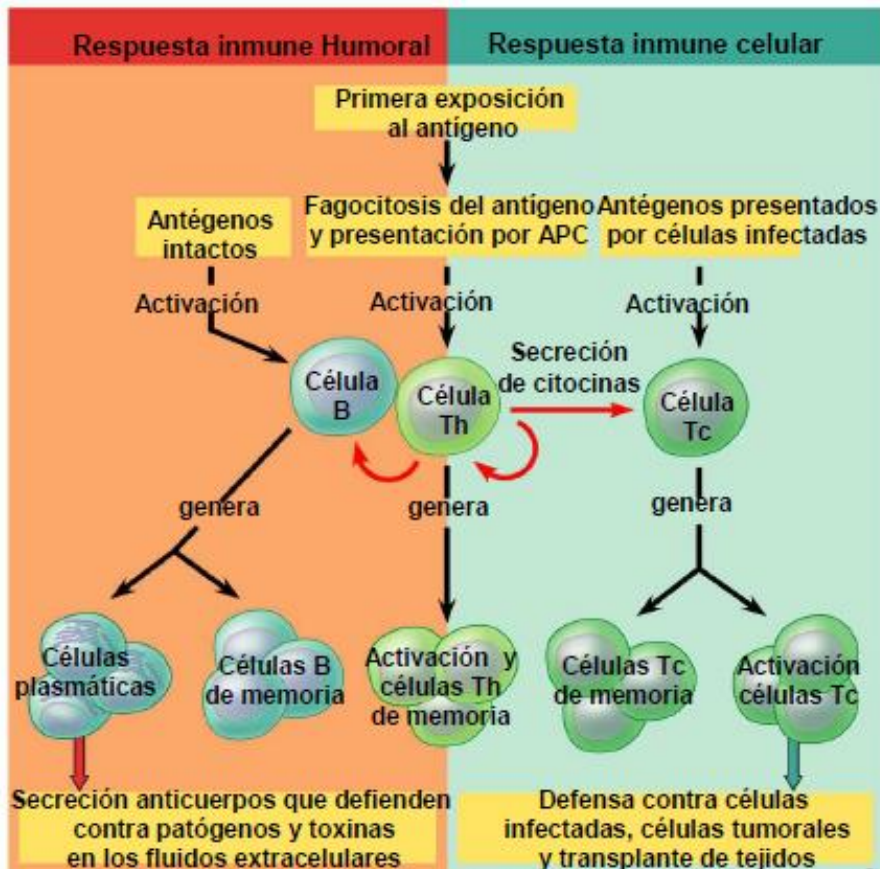 Respuesta inmune Humoral
Respuesta inmune celular
Primera exposición
al antígeno
Antégenos
intactos
Fagocitosis del antígeno
y presentación por APC
Antégenos presentados
por células infectadas
Activación
Activación
Activación
Célula
B
Célula
Th
Secreción
de citocinas
Célula
Tc
genera
genera
genera
Células
plasmáticas
Células B
de memoria
Activación y
células Th
de memoria
Células Tc
de memoria
Activación
células Tc
Secreción anticuerpos que defienden
contra patógenos y toxinas
en los fluidos extracelulares
Defensa contra células
infectadas, células tumorales
y transplante de tejidos